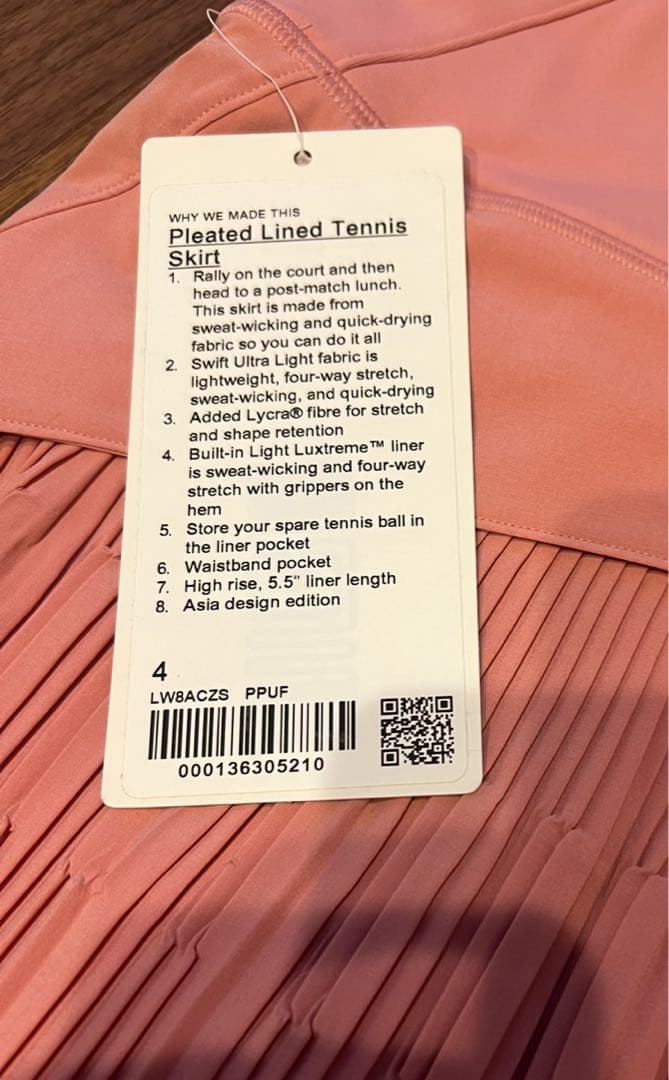 WHY WE MADE THIS
Pleated Lined Tennis
Skirt
1. Rally on the court and then
head to a post-match lunch.
This skirt is made from
sweat-wicking and quick-drying
fabric so you can do it all
2. Swift Ultra Light fabric is
lightweight, four-way stretch,
sweat-wicking, and quick-drying
3. Added Lycra® fibre for stretch
and shape retention
4. Built-in Light Luxtreme™ liner
is sweat-wicking and four-way
stretch with grippers on the
hem
5. Store your spare tennis ball in
the liner pocket
6. Waistband pocket
7. High rise, 5.5" liner length
8. Asia design edition
4
LW8ACZS PPUF
000136305210